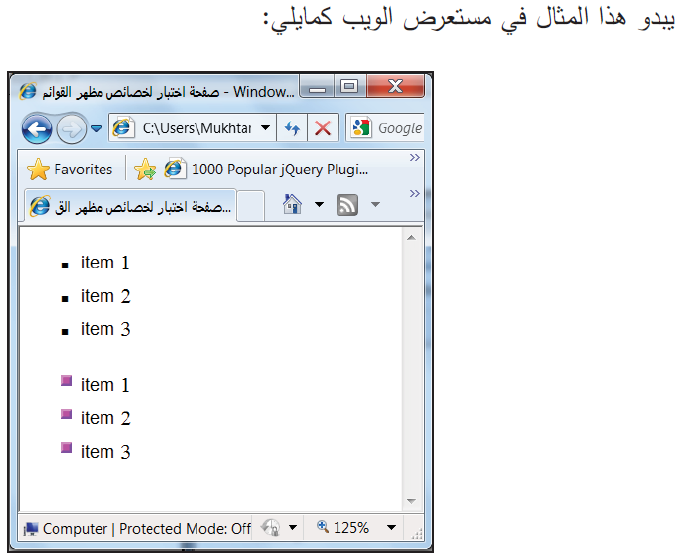 يبدو هذا المثال في مستعرض الويب كمايلي:
صفحة اختبار لخصائص مظهر القوائم - Window...
C:\Users\Mukhtar
Google
Favorites
1000 Popular jQuery Plugi...
صفحة اختبار لخصائص مظهر الق...
item 1
item 2
item 3
item 1
item 2
item 3
Computer | Protected Mode: Off
125%